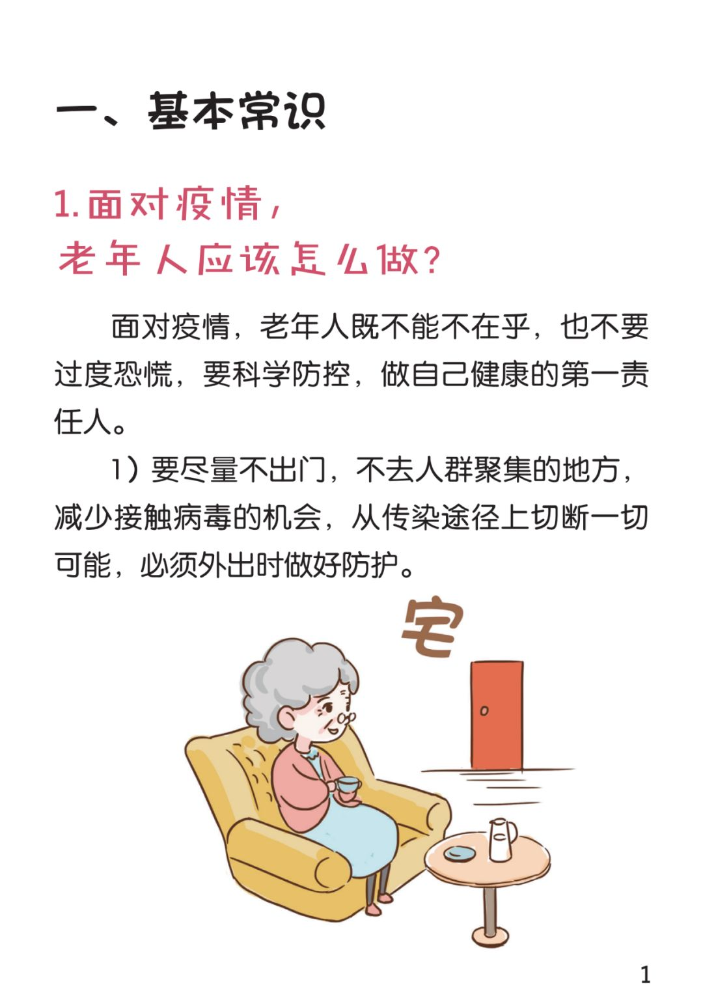 一、基本常识
1.面对疫情，
老年人应该怎么做?
面对疫情，老年人既不能不在乎，也不要
过度恐慌，要科学防控，做自己健康的第一责
任人。
1）要尽量不出门，不去人群聚集的地方，
减少接触病毒的机会，从传染途径上切断一切
可能，必须外出时做好防护。
宅
1